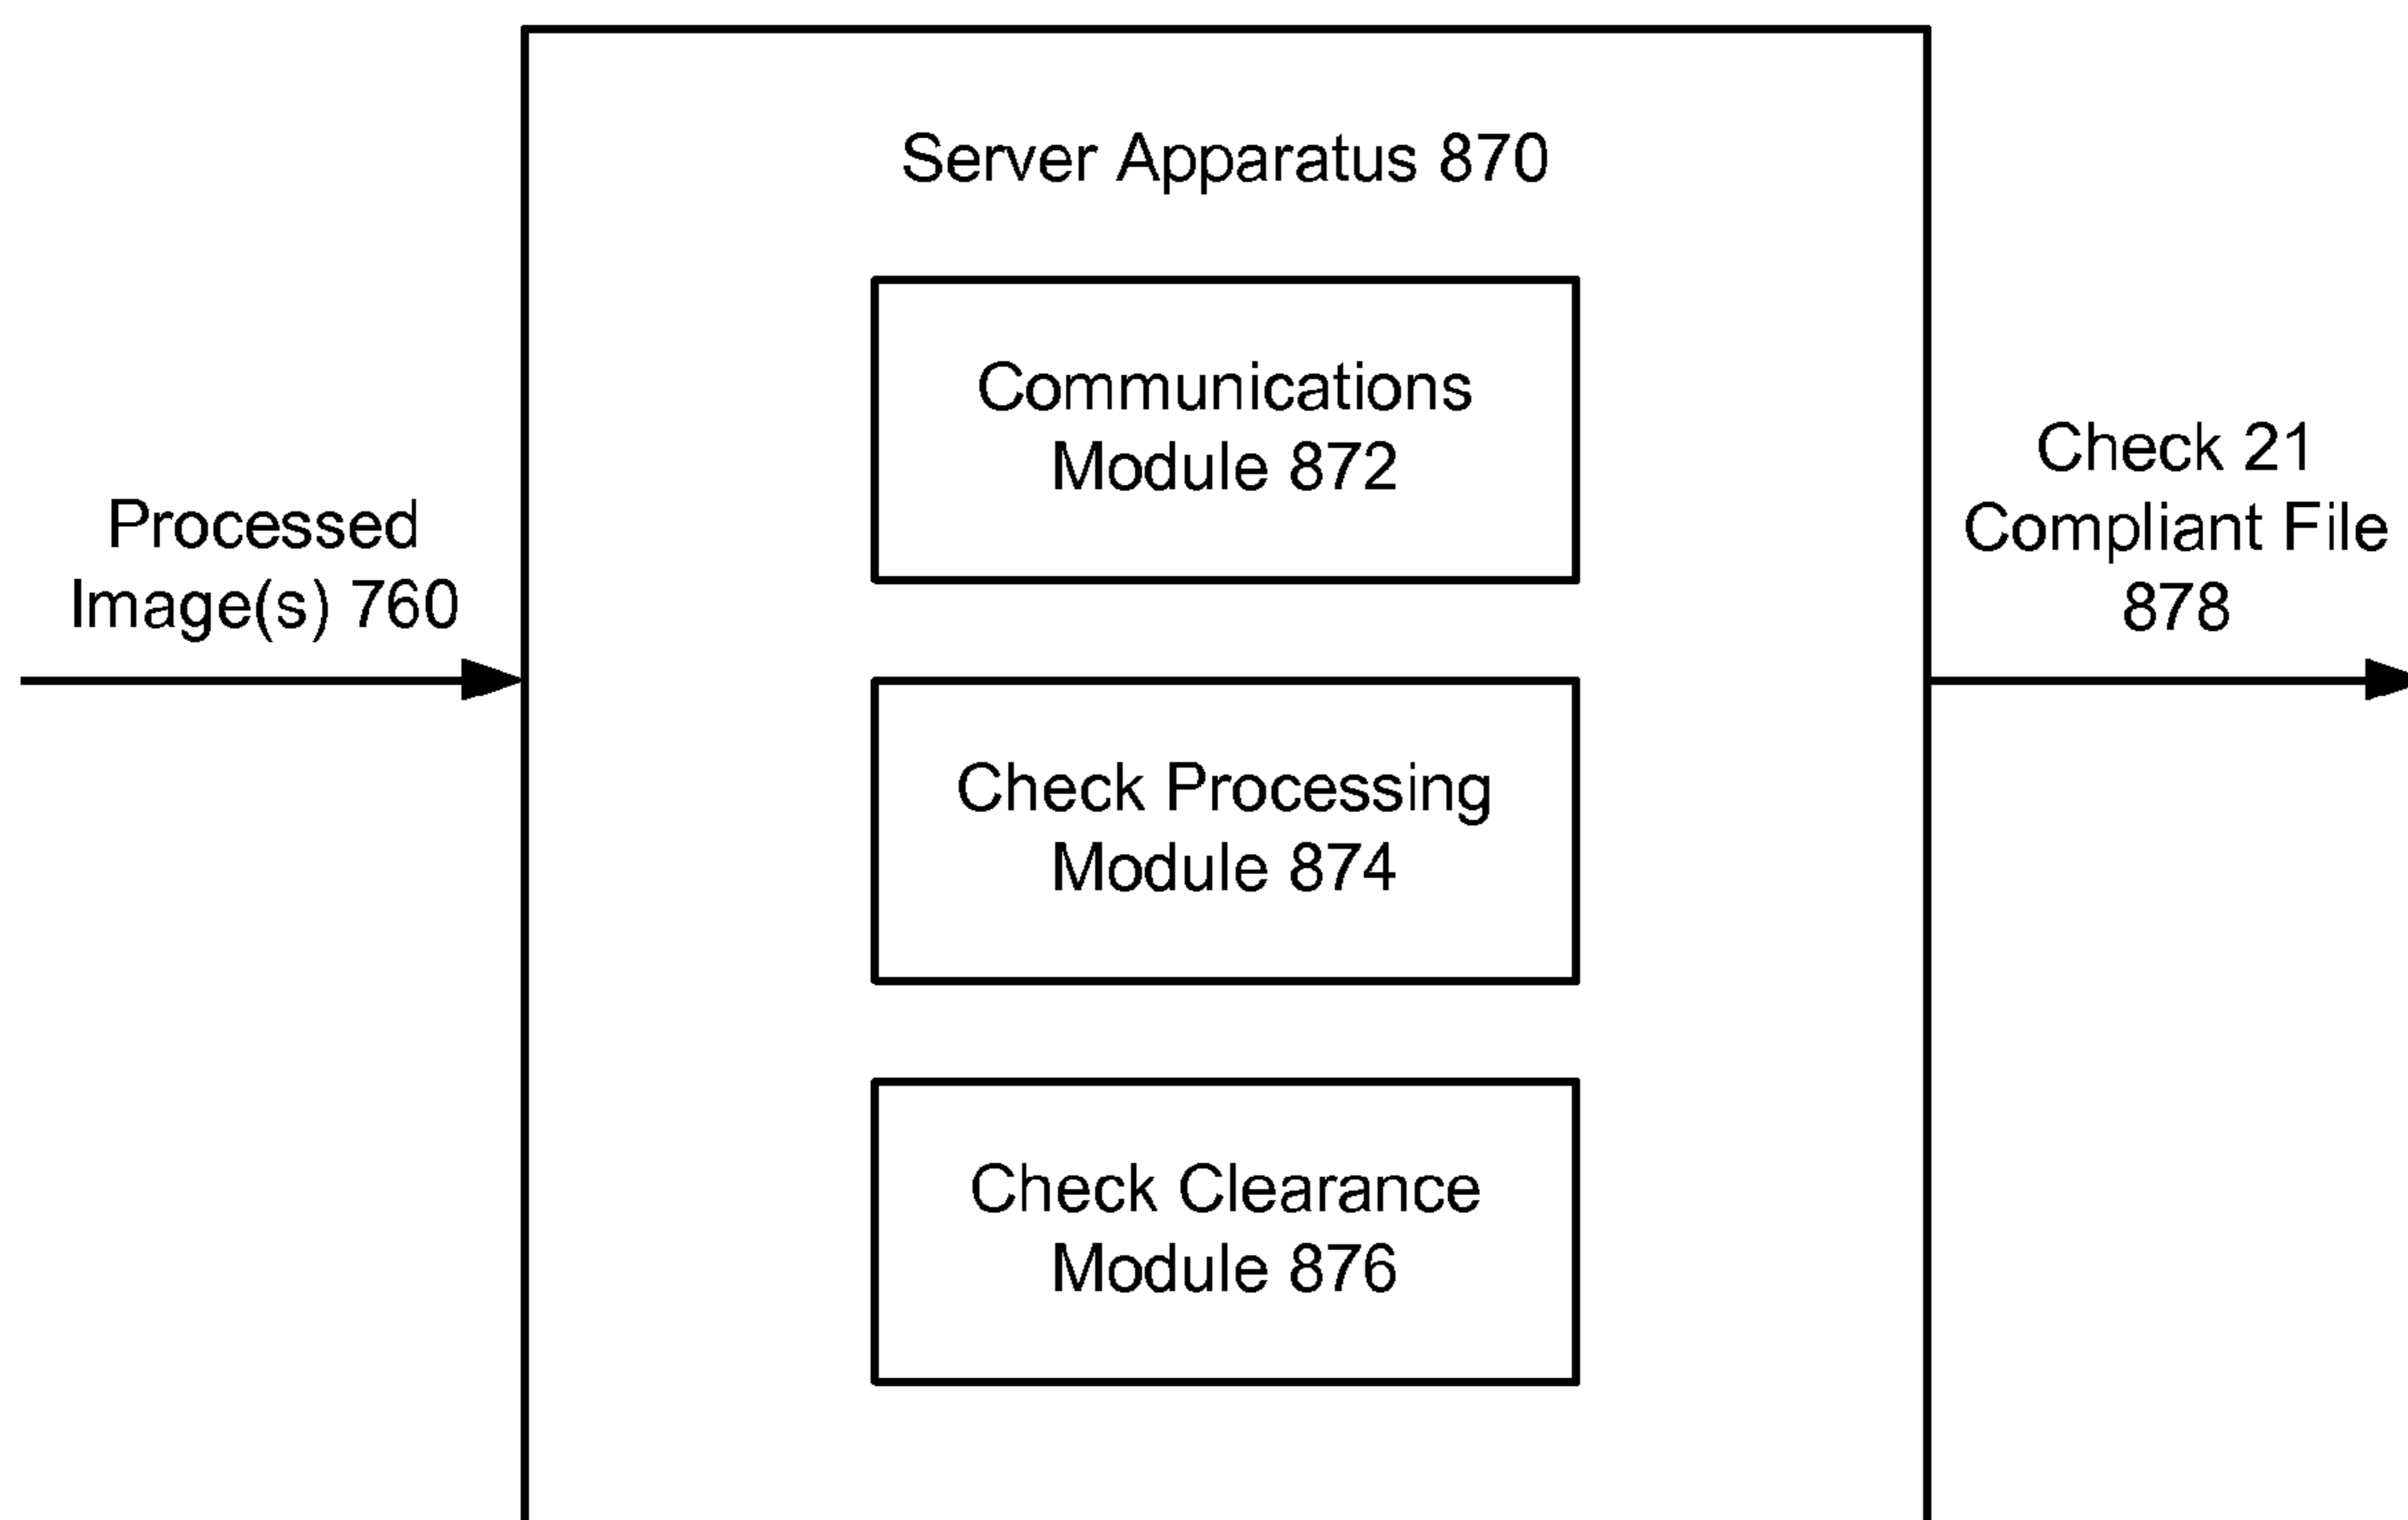 Server Apparatus 870
Processed
Image(s) 760
Communications
Module 872
Check Processing
Module 874
Check Clearance
Module 876
Check 21
Compliant File
878